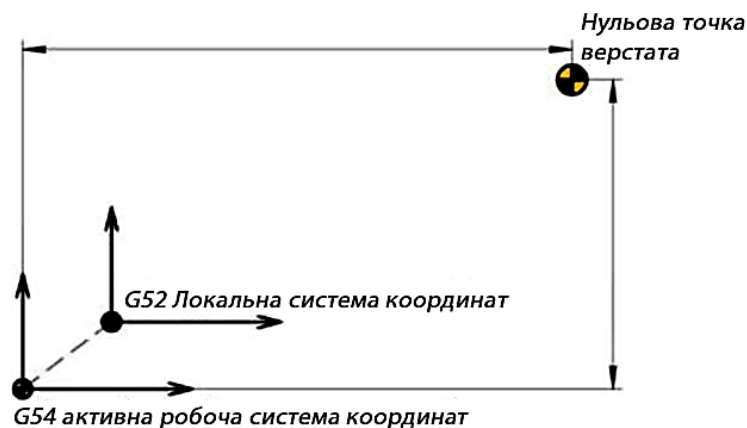 Нульова точка
верстата
G52 Локальна система координат
G54 активна робоча система координат